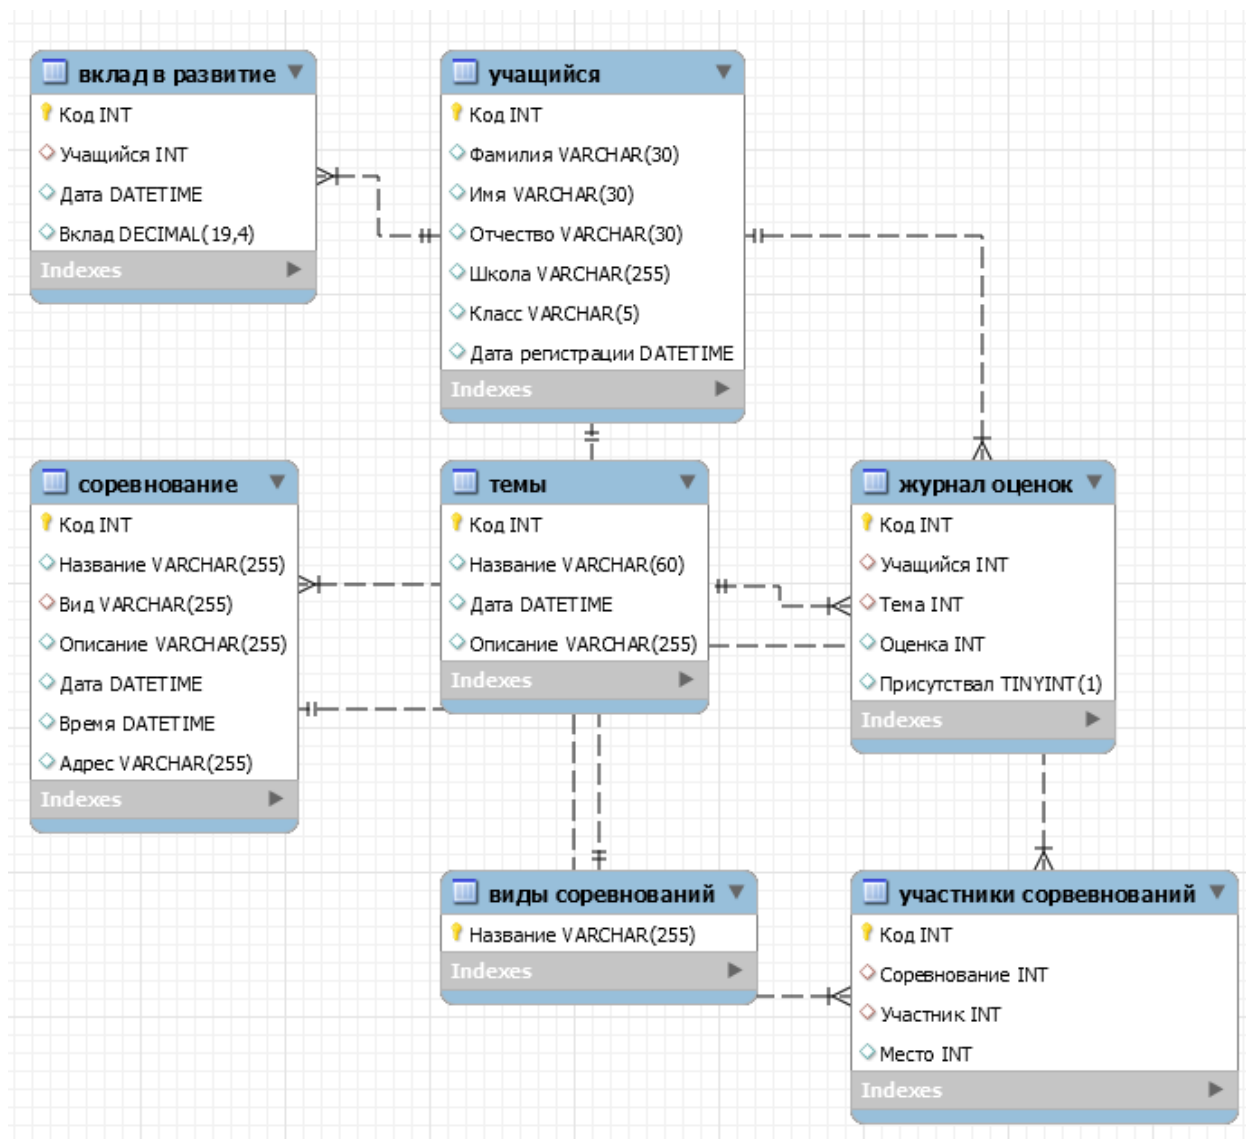 вклад в развитие
Код INT
Учащийся INT
Дата DATETIME
Вклад DECIMAL(19,4)
Indexes
учащийся
Код INT
Фамилия VARCHAR(30)
Имя VARCHAR(30)
Отчество VARCHAR(30)
Школа VARCHAR(255)
Класс VARCHAR(5)
Дата регистрации DATETIME
Indexes
соревнование
Код INT
Название VARCHAR(255)
Вид VARCHAR(255)
Описание VARCHAR(255)
Дата DATETIME
Время DATETIME
Адрес VARCHAR(255)
Indexes
темы
Код INT
Название VARCHAR(60)
Дата DATETIME
Описание VARCHAR(255)
Indexes
журнал оценок
Код INT
Учащийся INT
Тема INT
Оценка INT
Присутствал TINYINT(1)
Indexes
виды соревнований
Название VARCHAR(255)
Indexes
участники сорвевнований
Код INT
Соревнование INT
Участник INT
Место INT
Indexes